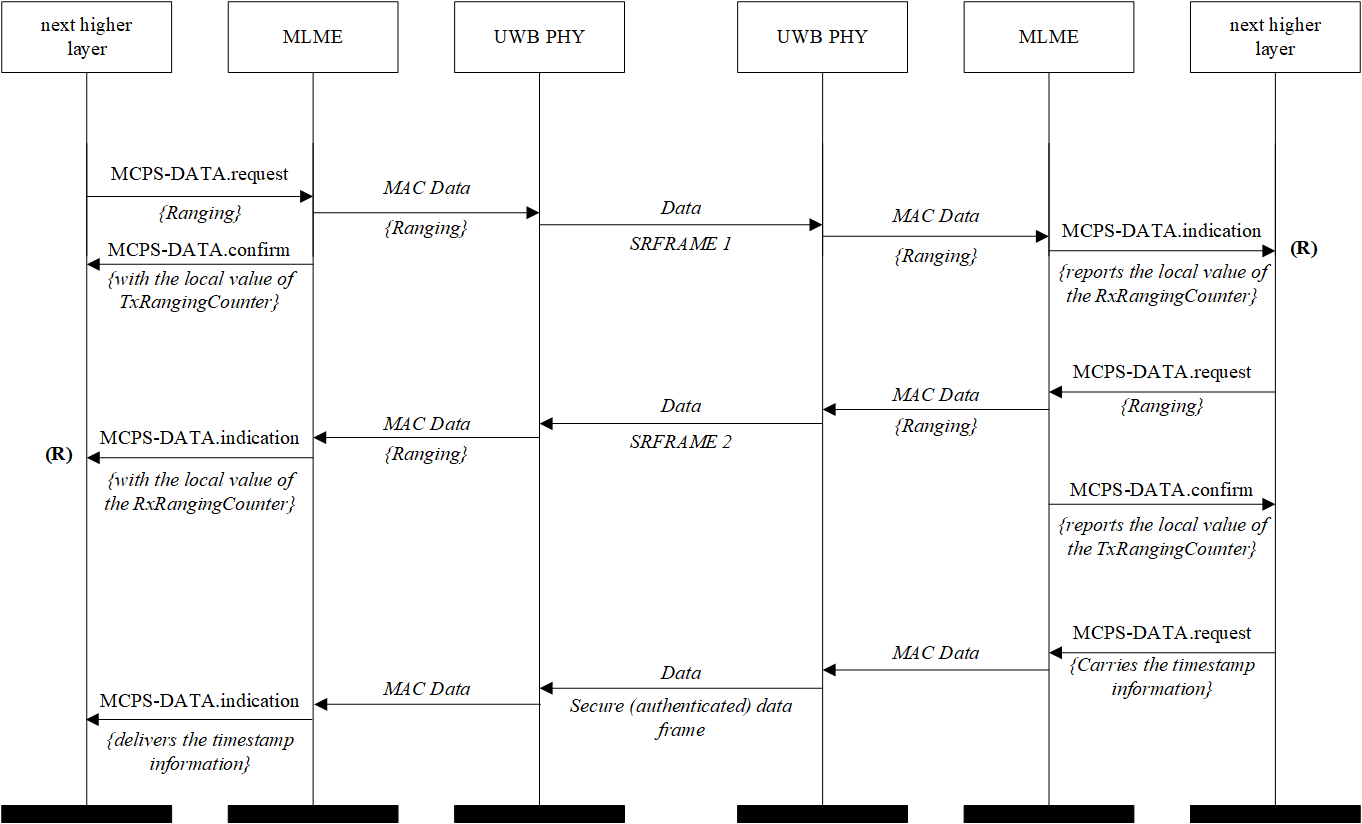 next higher
layer
MLME
UWB PHY
UWB PHY
MLME
next higher
layer
MCPS-DATA.request
{Ranging}
MAC Data
{Ranging}
Data
SRFRAME 1
MAC Data
{Ranging}
MCPS-DATA.indication
(R)
{reports the local value of
the RxRangingCounter}
MCPS-DATA.confirm
{with the local value of
TxRangingCounter}
MCPS-DATA.request
{Ranging}
MAC Data
{Ranging}
Data
SRFRAME 2
MAC Data
{Ranging}
MCPS-DATA.indication
(R)
{with the local value of
the RxRangingCounter}
MCPS-DATA.confirm
{reports the local value of
the TxRangingCounter}
MCPS-DATA.request
{Carries the timestamp
information}
MAC Data
Data
Secure (authenticated) data
frame
MAC Data
MCPS-DATA.indication
{delivers the timestamp
information}